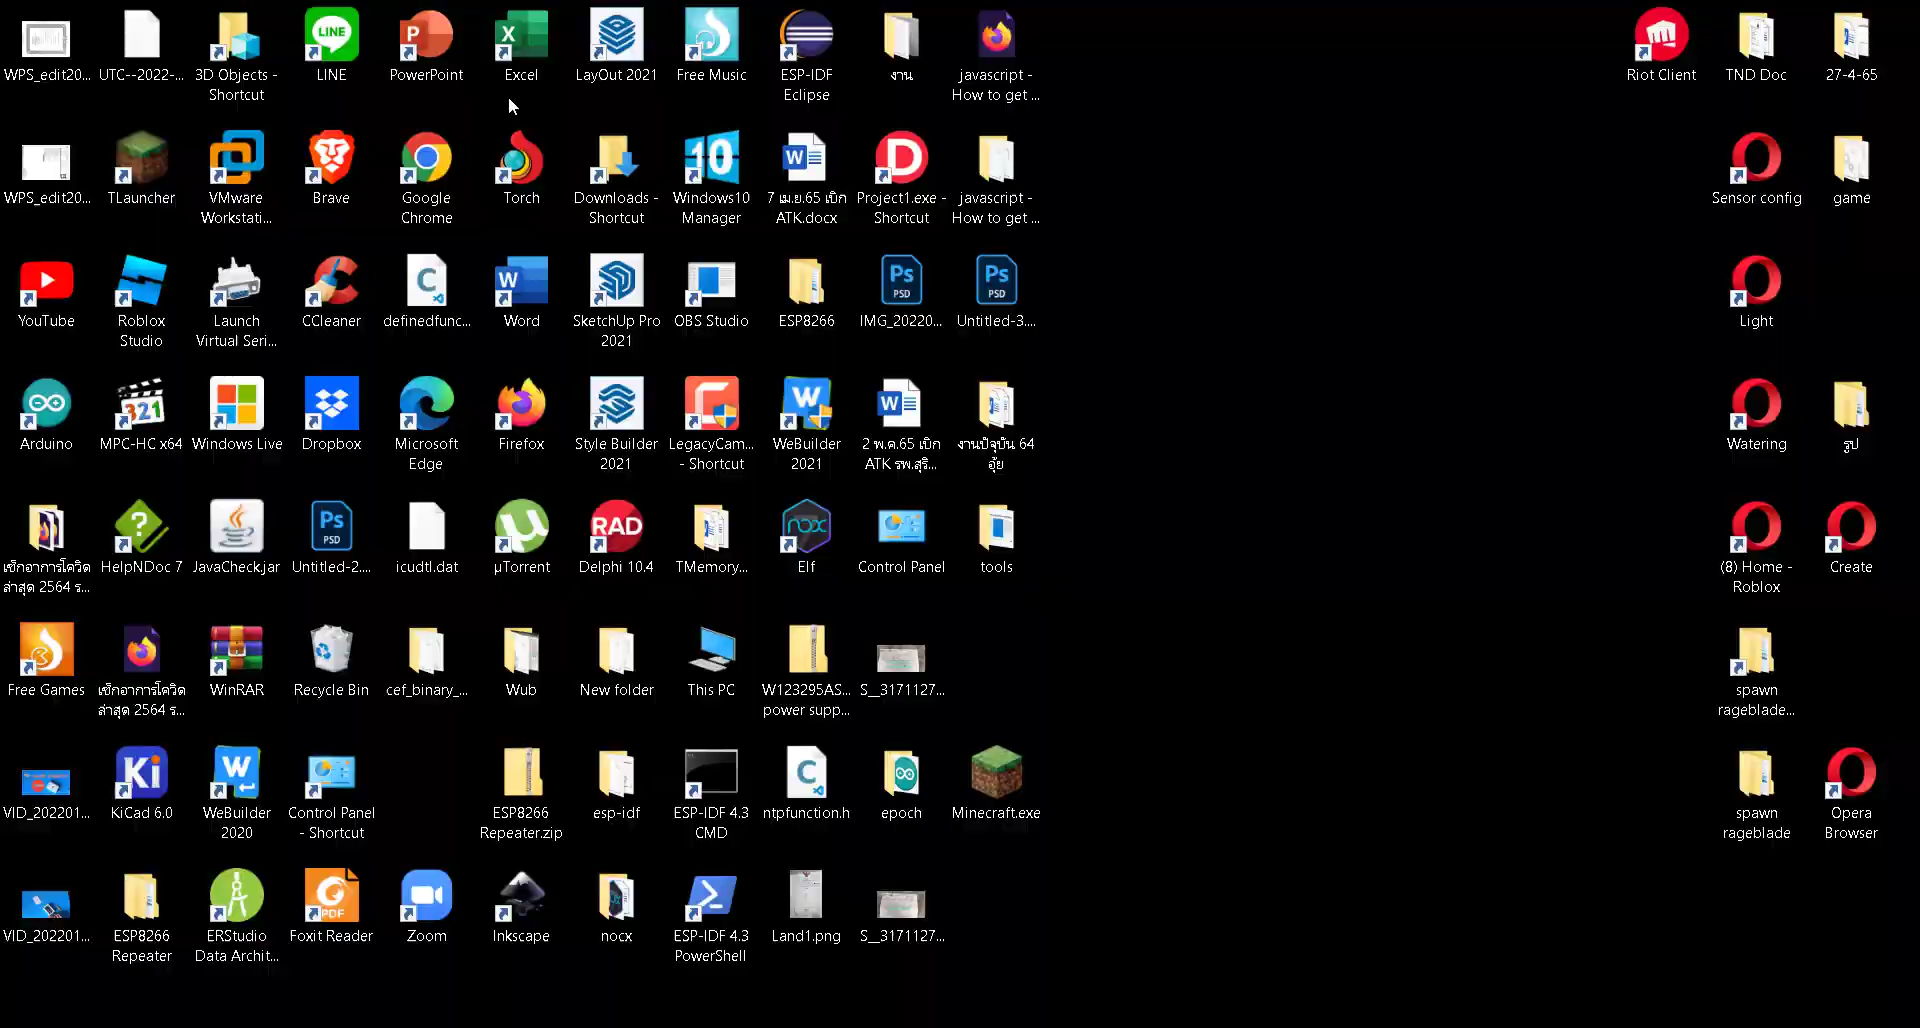 WPS_edit20...
UTC--2022-...
3D Objects -
Shortcut
LINE
PowerPoint
Excel
LayOut 2021
Free Music
ESP-IDF
Eclipse
งาน
javascript -
How to get ...
Riot Client
TND Doc
27-4-65
WPS_edit20...
TLauncher
VMware
Workstati...
Brave
Google
Chrome
Torch
Downloads -
Shortcut
Windows10
Manager
7 เม.ย.65 เบิก
ATK.docx
Project1.exe -
Shortcut
javascript -
How to get ...
Sensor config
game
YouTube
Roblox
Studio
Launch
Virtual Seri...
CCleaner
definedfunc...
Word
SketchUp Pro
2021
OBS Studio
ESP8266
IMG_20220...
Untitled-3....
Light
Arduino
MPC-HC x64
Windows Live
Dropbox
Microsoft
Edge
Firefox
Style Builder
2021
LegacyCam...
- Shortcut
WeBuilder
2021
2 พ.ค.65 เบิก
ATK รพ.สุริ...
งานปัจุบัน 64
อุ้ย
Watering
รูป
เช็กอาการโควิด
ล่าสุด 2564 ร...
HelpNDoc 7
JavaCheck.jar
Untitled-2....
icudtl.dat
µTorrent
Delphi 10.4
TMemory...
Elf
Control Panel
tools
(8) Home -
Roblox
Create
Free Games
เช็กอาการโควิด
ล่าสุด 2564 ร...
WinRAR
Recycle Bin
cef_binary_...
Wub
New folder
This PC
W123295AS...
power supp...
S__3171127...
spawn
rageblade...
VID_202201...
KiCad 6.0
WeBuilder
2020
Control Panel
- Shortcut
ESP8266
Repeater.zip
esp-idf
ESP-IDF 4.3
CMD
ntpfunction.h
epoch
Minecraft.exe
spawn
rageblade
Opera
Browser
VID_202201...
ESP8266
Repeater
ERStudio
Data Archit...
Foxit Reader
Zoom
Inkscape
nocx
ESP-IDF 4.3
PowerShell
Land1.png
S__3171127...